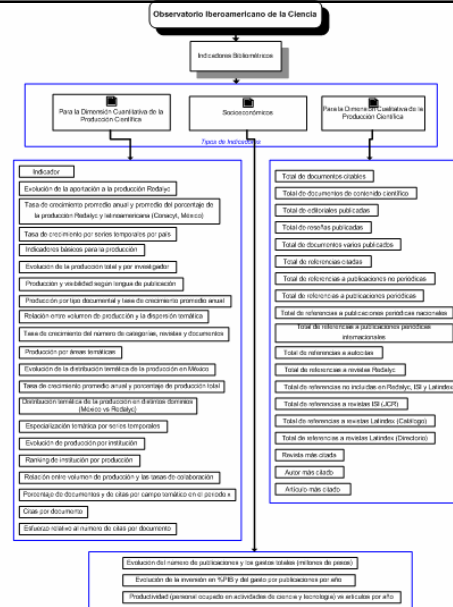 Observatorio Iberoamericano de la Ciencia
Indicadores Bibliométricos
Para la Dimensión Cuantitativa de la
Producción Científica
Socioeconómicos
Para la Dimensión Cualitativa de la
Producción Científica
Tipos de Indicadores
Indicador
Evolución de la aportación a la producción Redalyc
Tasa de crecimiento promedio anual y promedio del porcentaje de
la producción Redalyc y latinoamericana (Conacyt, México)
Tasa de crecimiento por series temporales por país
Indicadores básicos para la producción
Evolución de la producción total y por investigador
Producción y visibilidad según lengua de publicación
Producción por tipo documental y tasa de crecimiento promedio anual
Relación entre volumen de producción y la dispersión temática
Tasa de crecimiento del número de categorías, revistas y documentos
Producción por áreas temáticas
Evolución de la distribución temática de la producción en México
Tasa de crecimiento promedio anual y porcentaje de producción total
Distribución temática de la producción en distintos dominios
(México vs Redalyc)
Especialización temática por series temporales
Evolución de producción por institución
Ranking de institución por producción
Relación entre volumen de producción y las tasas de colaboración
Porcentaje de documentos y de citas por campo temático en el periodo x
Citas por documento
Esfuerzo relativo al número de citas por documento
Total de documentos citables
Total de documentos de contenido científico
Total de editoriales publicadas
Total de reseñas publicadas
Total de documentos varios publicados
Total de referencias citadas
Total de referencias a publicaciones no periódicas
Total de referencias a publicaciones periódicas
Total de referencias a publicaciones periódicas nacionales
Total de referencias a publicaciones periódicas
internacionales
Total de referencias a autocitas
Total de referencias a revistas Redalyc
Total de referencias no incluidas en Redalyc, ISI y Latindex
Total de referencias a revistas ISI (JCR)
Total de referencias a revistas Latindex (Catálogo)
Total de referencias a revistas Latindex (Directorio)
Revista más citada
Autor más citado
Artículo más citado
Evolución del número de publicaciones y los gastos totales (millones de pesos)
Evolución de la inversión en %PIB y del gasto por publicaciones por año
Productividad (personal ocupado en actividades de ciencia y tecnología) vs artículos por año